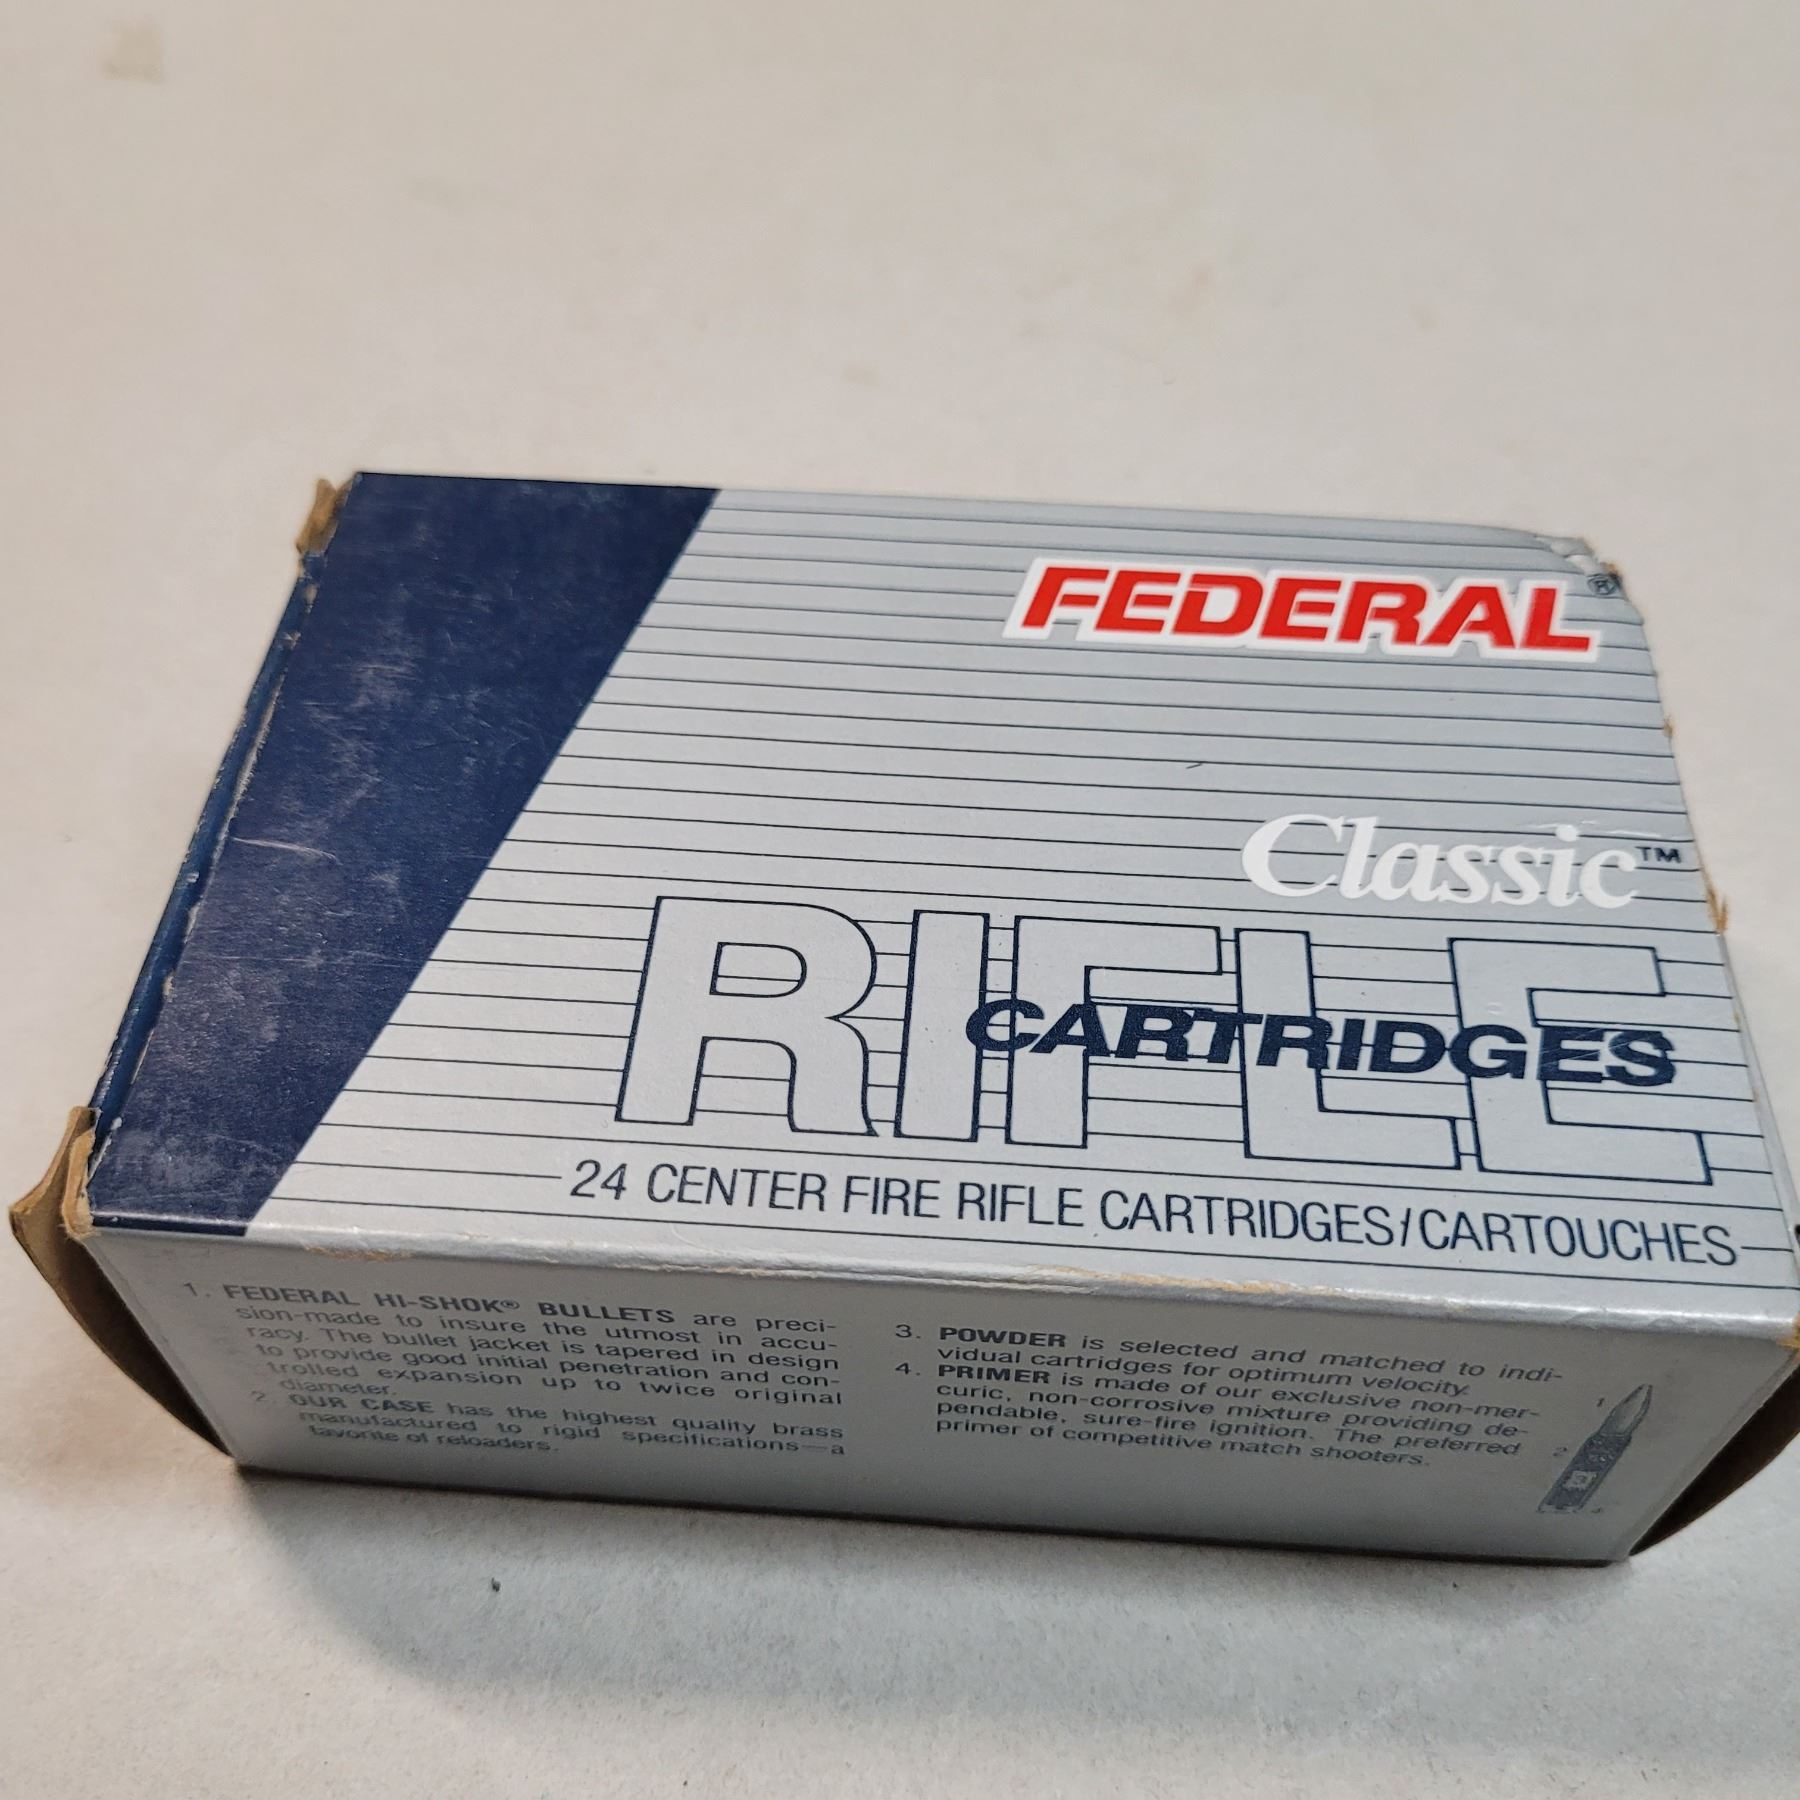 FEDERAL®
Classic™
RIFLE
CARTRIDGES
24 CENTER FIRE RIFLE CARTRIDGES/CARTOUCHES
1. FEDERAL HI-SHOK® BULLETS are preci-
sion-made to insure the utmost in accu-
racy. The bullet jacket is tapered in design
to provide good initial penetration and con-
trolled expansion up to twice original
diameter.
2. OUR CASE has the highest quality brass
manufactured to rigid specifications—a
favorite of reloaders.
3. POWDER is selected and matched to indi-
vidual cartridges for optimum velocity.
4. PRIMER is made of our exclusive non-mer-
curic, non-corrosive mixture providing de-
pendable, sure-fire ignition. The preferred
primer of competitive match shooters.
1
2
3
4